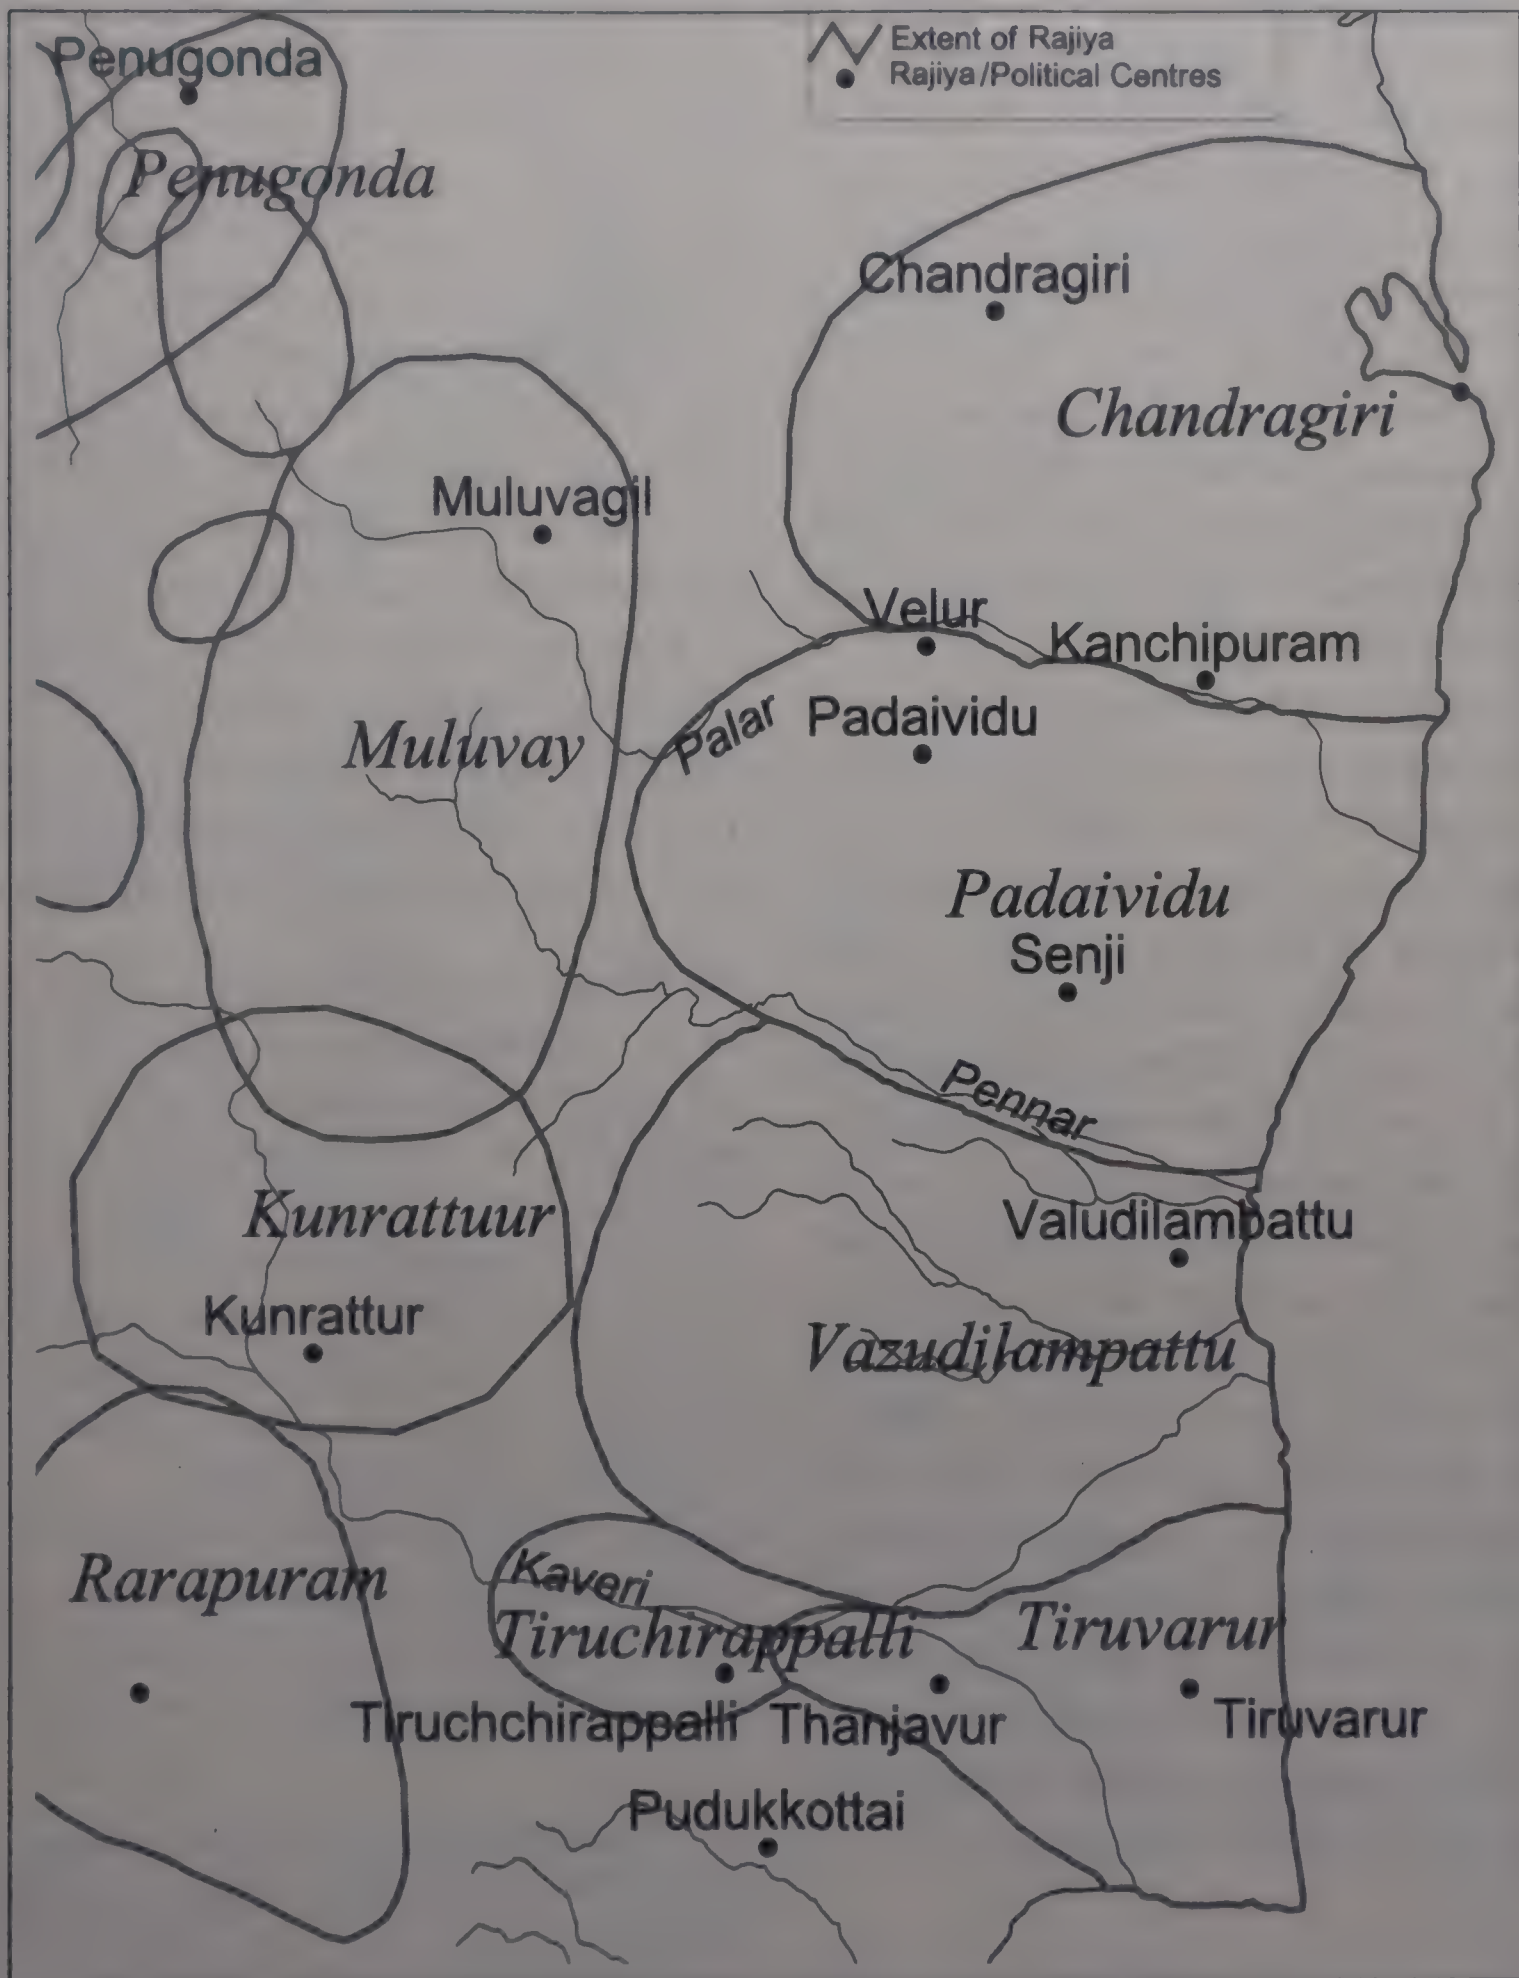 Extent of Rajiya
Rajiya/Political Centres
Penugonda
Penugonda
Chandragiri
Chandragiri
Muluvagil
Velur
Kanchipuram
Palar
Padaividu
Muluvay
Padaividu
Senji
Pennar
Kunrattuur
Valudilambattu
Kunrattur
Vazudilampattu
Rarapuram
Kaveri
Tiruchirappalli
Tiruvarur
Tiruchchirappalli
Thanjavur
Tiruvarur
Pudukkottai